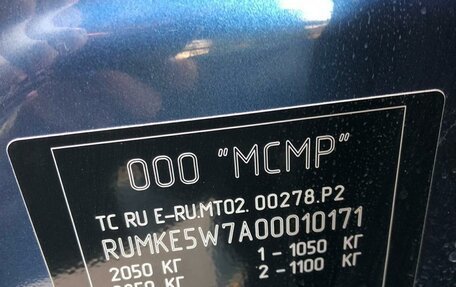 ООО "МСМР"
ТС RU E-RU.MT02. 00278.P2
RUMKE5W7A00010171
2050 КГ 1 - 1050 КГ
2 -1100 КГ